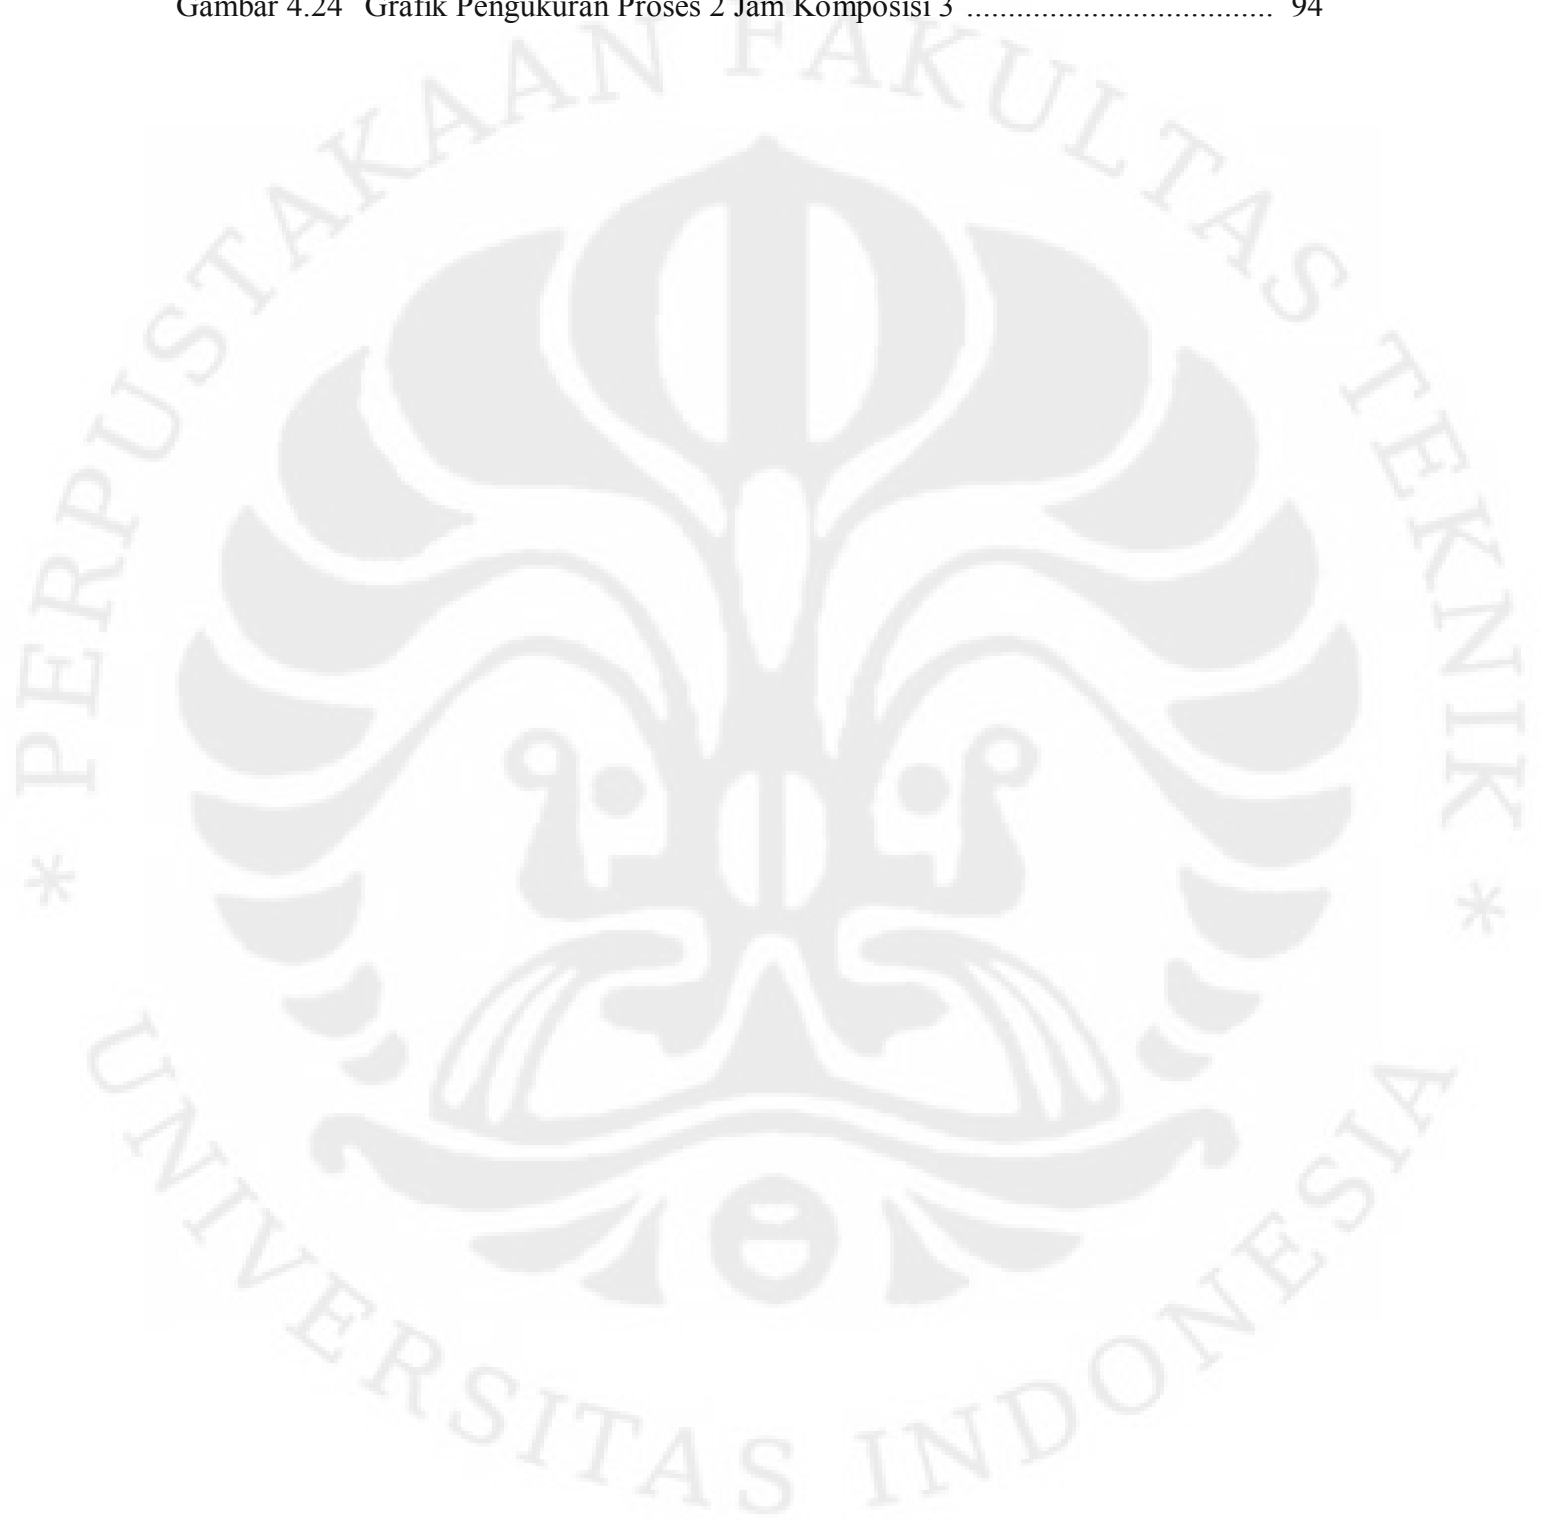 Gambar 4.24 Grafik Pengukuran Proses 2 Jam Komposisi 3 ..................................... 94
PERPUSTAKAAN FAKULTAS TEKNIK
* UNIVERSITAS INDONESIA *